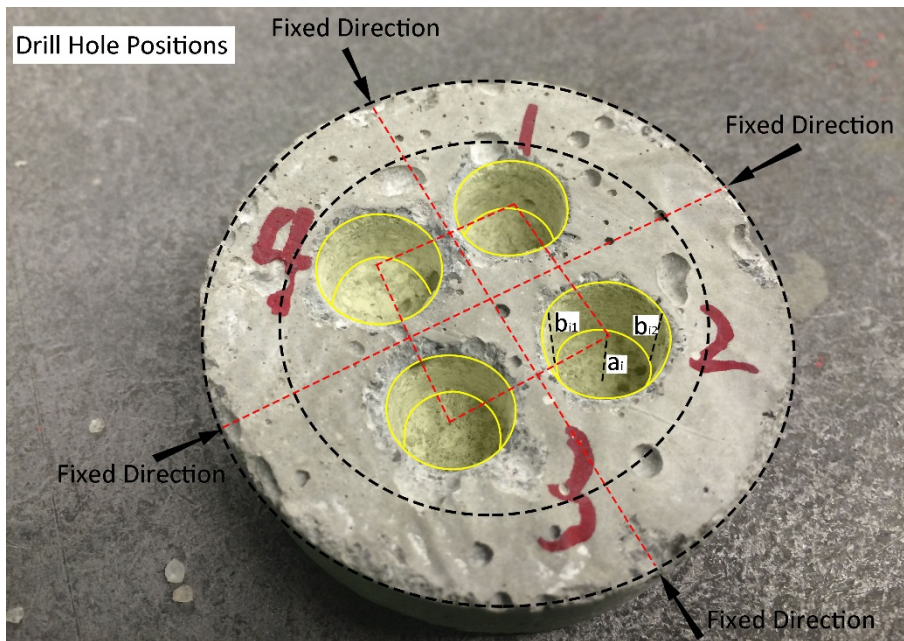 Fixed Direction
Drill Hole Positions
Fixed Direction
1
4
2
bi1
bi2
ai
3
Fixed Direction
Fixed Direction